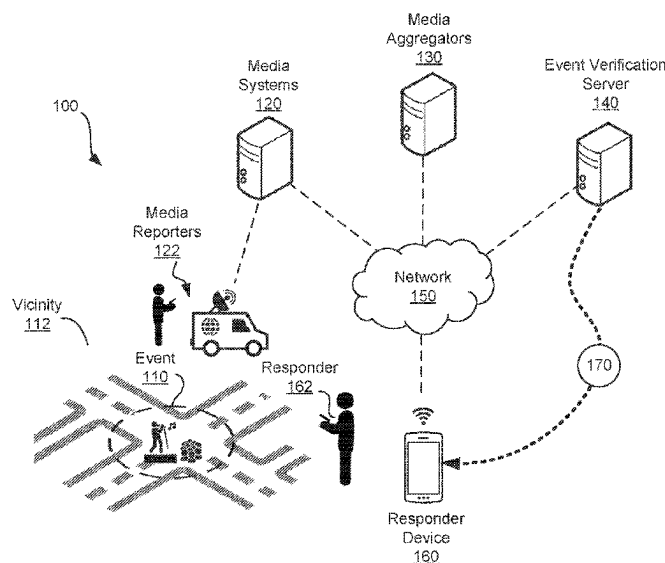 Media
Aggregators
130
Media
Systems
120
Event Verification
Server
140
100
Media
Reporters
122
Network
150
Vicinity
112
Event
110
Responder
162
170
Responder
Device
160